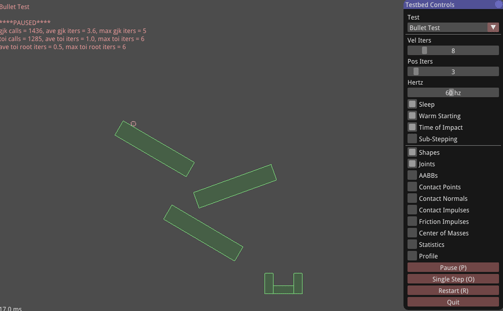 Bullet Test
****PAUSED****
gjk calls = 1436, ave gjk iters = 3.6, max gjk iters = 5
toi calls = 1285, ave toi iters = 1.0, max toi iters = 6
ave toi root iters = 0.5, max toi root iters = 6
17.0 ms
Testbed Controls
Test
Bullet Test
Vel Iters
8
Pos Iters
3
Hertz
60 hz
Sleep
Warm Starting
Time of Impact
Sub-Stepping
Shapes
Joints
AABBs
Contact Points
Contact Normals
Contact Impulses
Friction Impulses
Center of Masses
Statistics
Profile
Pause (P)
Single Step (O)
Restart (R)
Quit